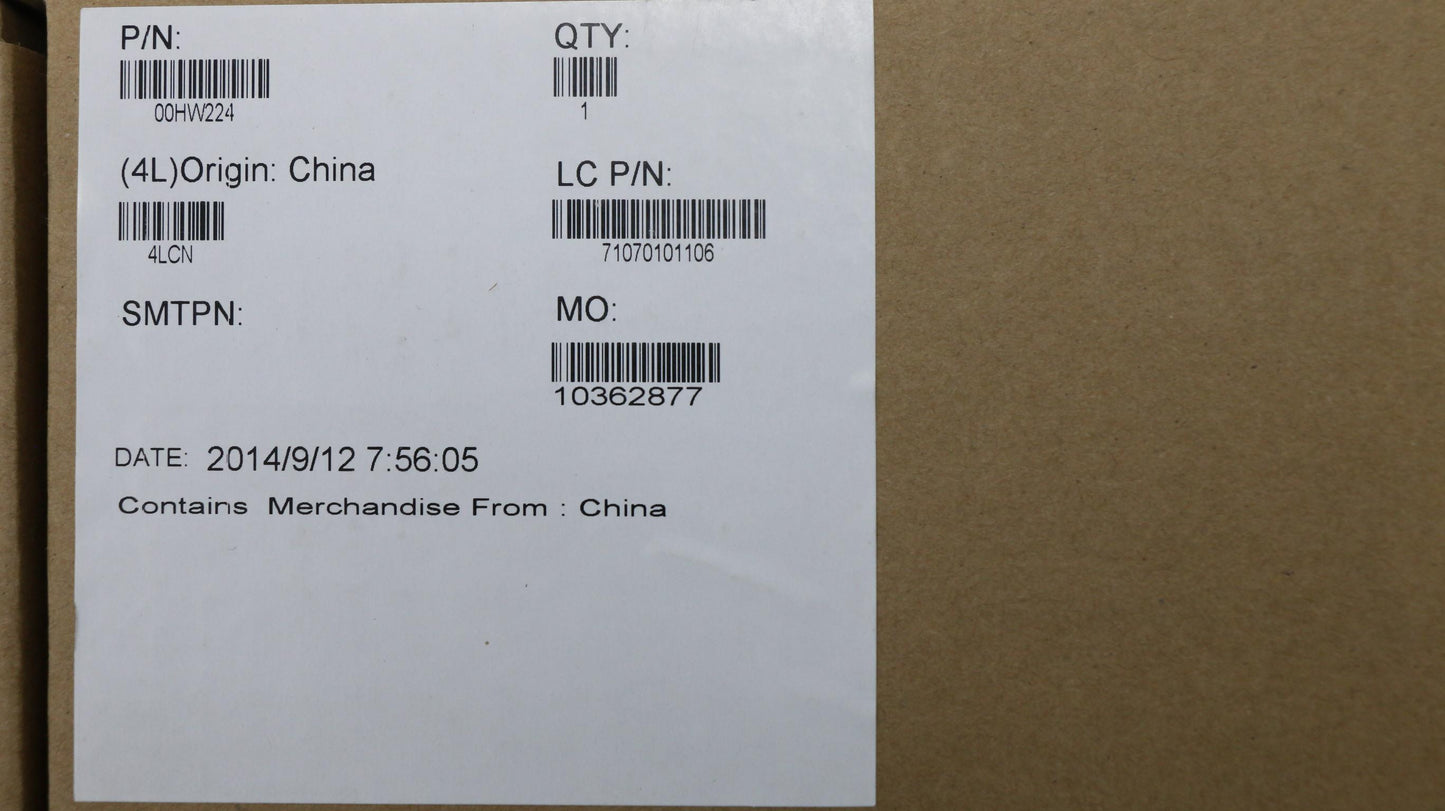 P/N:
QTY:
00HW224
1
(4L)Origin: China
LC P/N:
4LCN
71070101106
SMTPN:
MO:
10362877
DATE: 2014/9/12 7:56:05
Contains Merchandise From : China